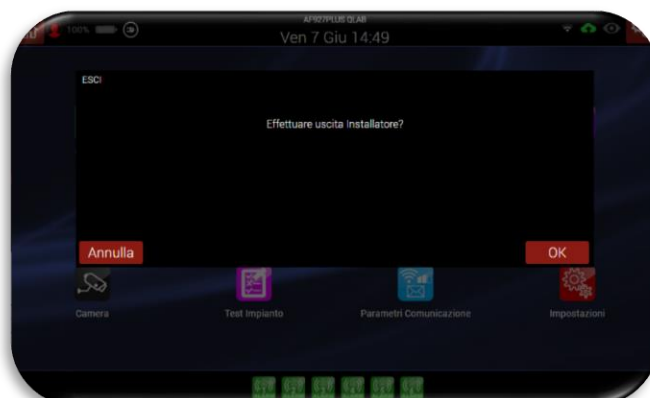 AF927PLUS QLAB
100%
Ven 7 Giu 14:49
ESCI
Effettuare uscita Installatore?
Annulla
OK
Camera
Test Impianto
Parametri Comunicazione
Impostazioni